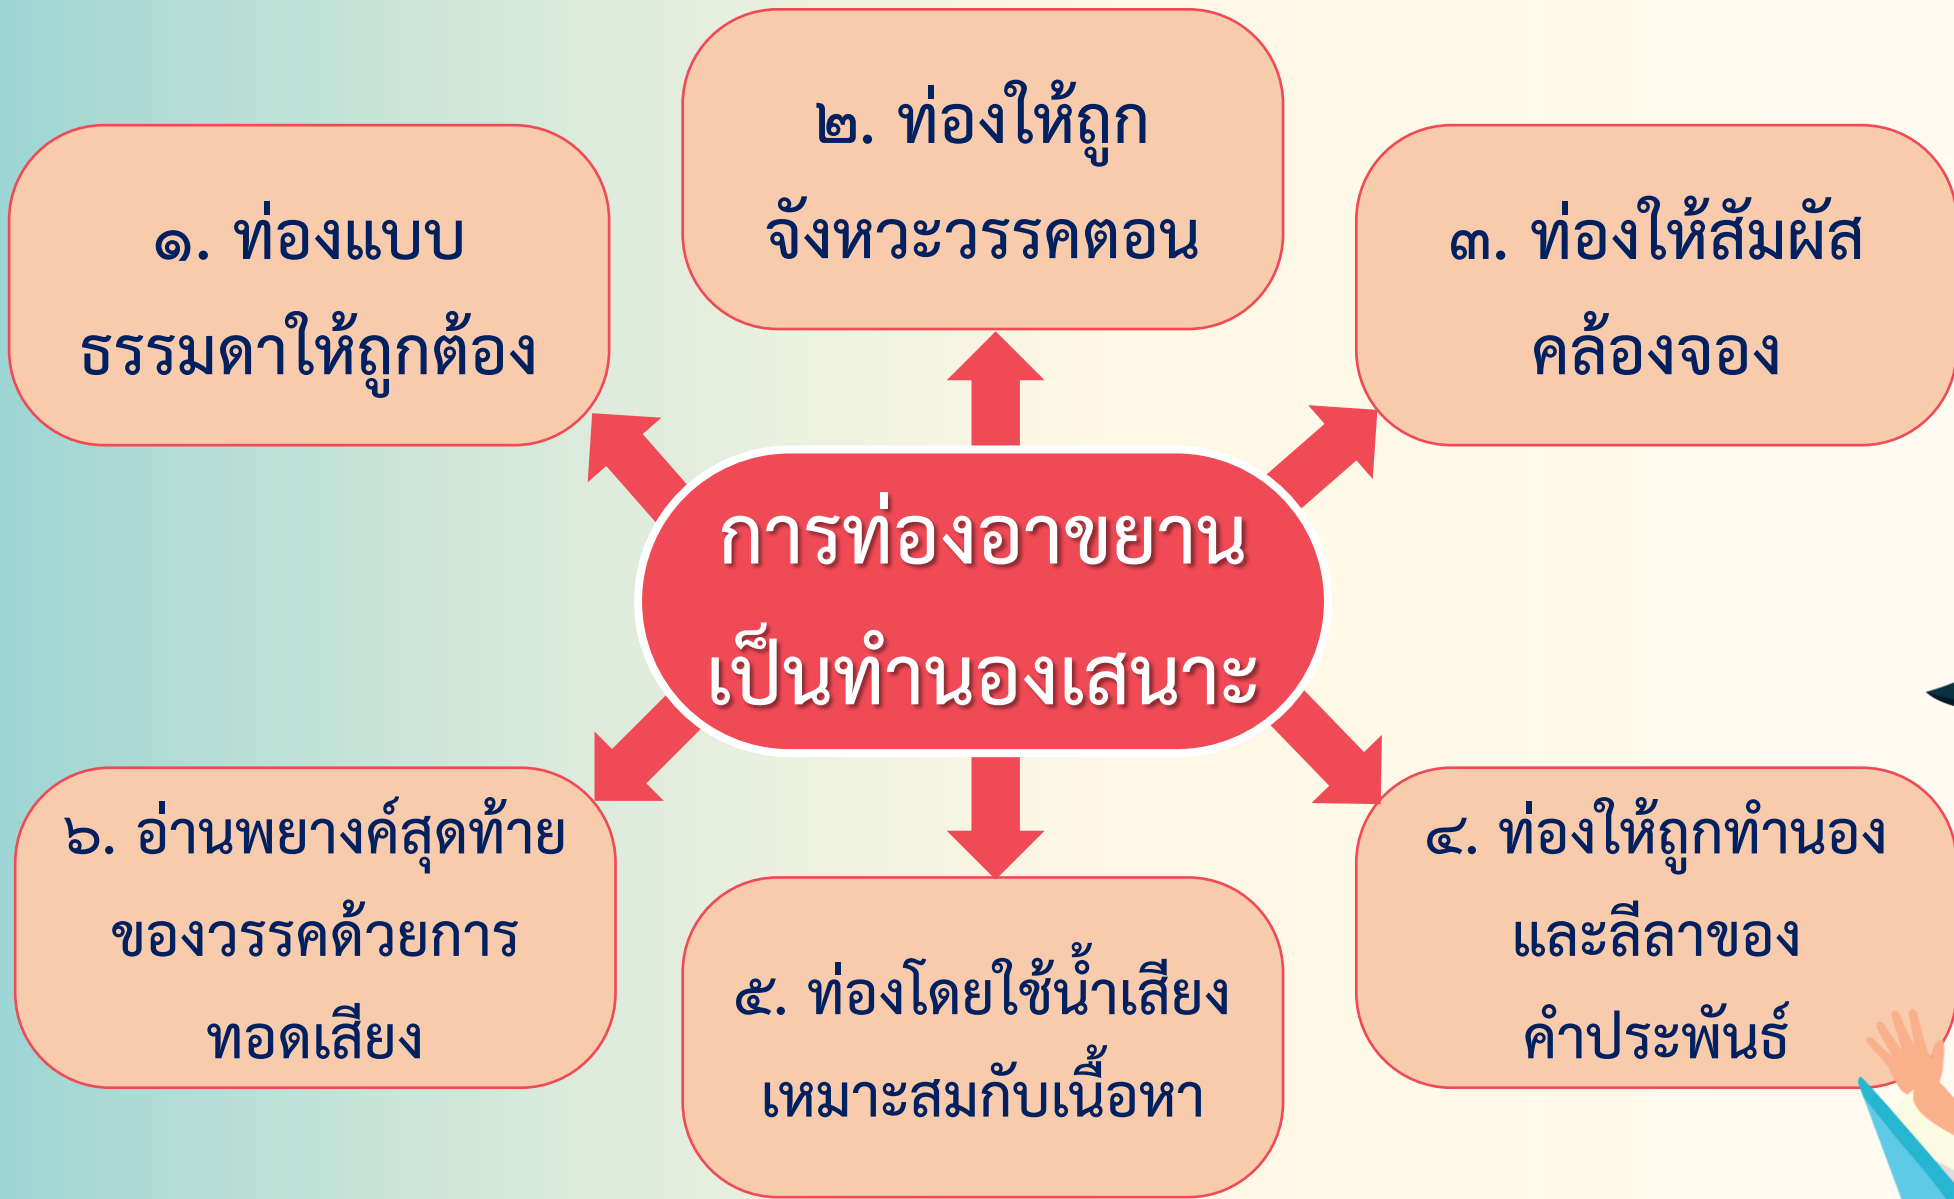 ๑. ท่องแบบ
ธรรมดาให้ถูกต้อง
๒. ท่องให้ถูก
จังหวะวรรคตอน
๓. ท่องให้สัมผัส
คล้องจอง
การท่องอาขยาน
เป็นทำนองเสนาะ
๔. ท่องให้ถูกทำนอง
และลีลาของ
คำประพันธ์
๕. ท่องโดยใช้น้ำเสียง
เหมาะสมกับเนื้อหา
๖. อ่านพยางค์สุดท้าย
ของวรรคด้วยการ
ทอดเสียง